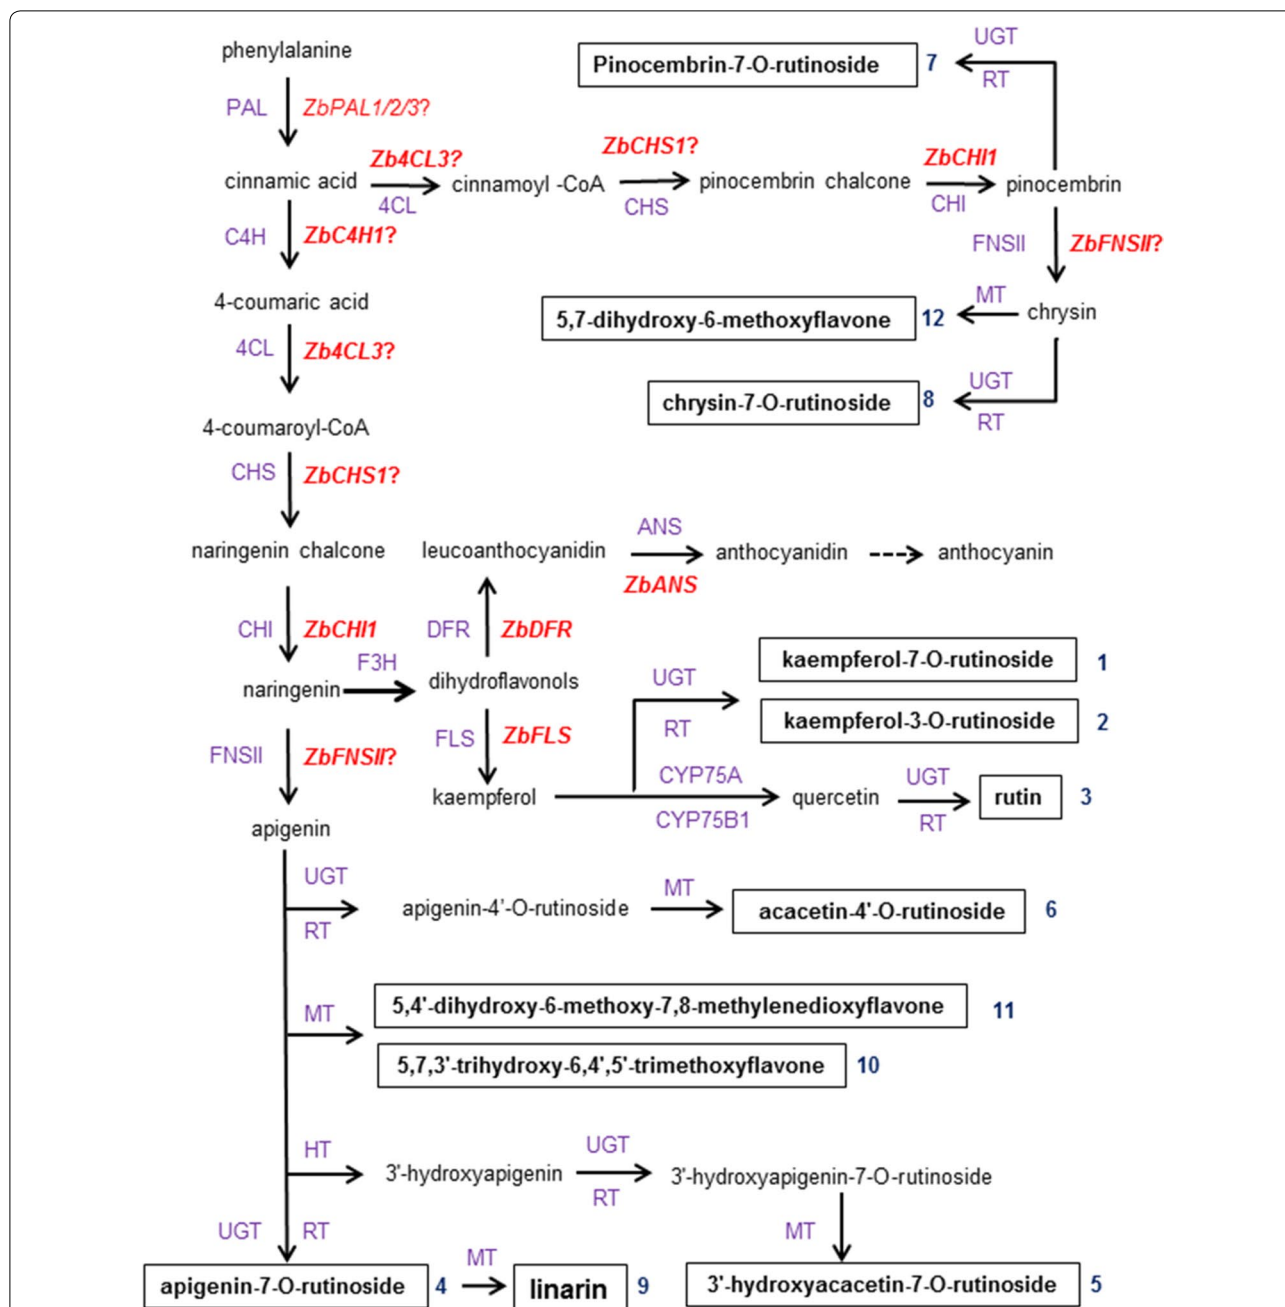 phenylalanine
UGT
Pinocembrin-7-O-rutinoside 7
RT
PAL ZbPAL1/2/3?
Zb4CL3? ZbCHS1? ZbCHI1
cinnamic acid cinnamoyl -CoA pinocembrin chalcone pinocembrin
4CL CHS CHI
C4H ZbC4H1? FNSII ZbFNSII?
4-coumaric acid MT
5,7-dihydroxy-6-methoxyflavone 12 chrysin
4CL Zb4CL3?
UGT
chrysin-7-O-rutinoside 8
RT
4-coumaroyl-CoA
CHS ZbCHS1?
ANS
naringenin chalcone leucoanthocyanidin anthocyanidin anthocyanin
ZbANS
CHI ZbCHI1 DFR ZbDFR
F3H kaempferol-7-O-rutinoside 1
naringenin dihydroflavonols UGT
kaempferol-3-O-rutinoside 2
FNSII ZbFNSII? FLS ZbFLS RT
CYP75A UGT
kaempferol quercetin rutin 3
CYP75B1 RT
apigenin
UGT MT
apigenin-4'-O-rutinoside acacetin-4'-O-rutinoside 6
RT
5,4'-dihydroxy-6-methoxy-7,8-methylenedioxyflavone 11
MT
5,7,3'-trihydroxy-6,4',5'-trimethoxyflavone 10
HT UGT
3'-hydroxyapigenin 3'-hydroxyapigenin-7-O-rutinoside
RT
UGT RT MT
MT
apigenin-7-O-rutinoside 4 linarin 9 3'-hydroxyacacetin-7-O-rutinoside 5